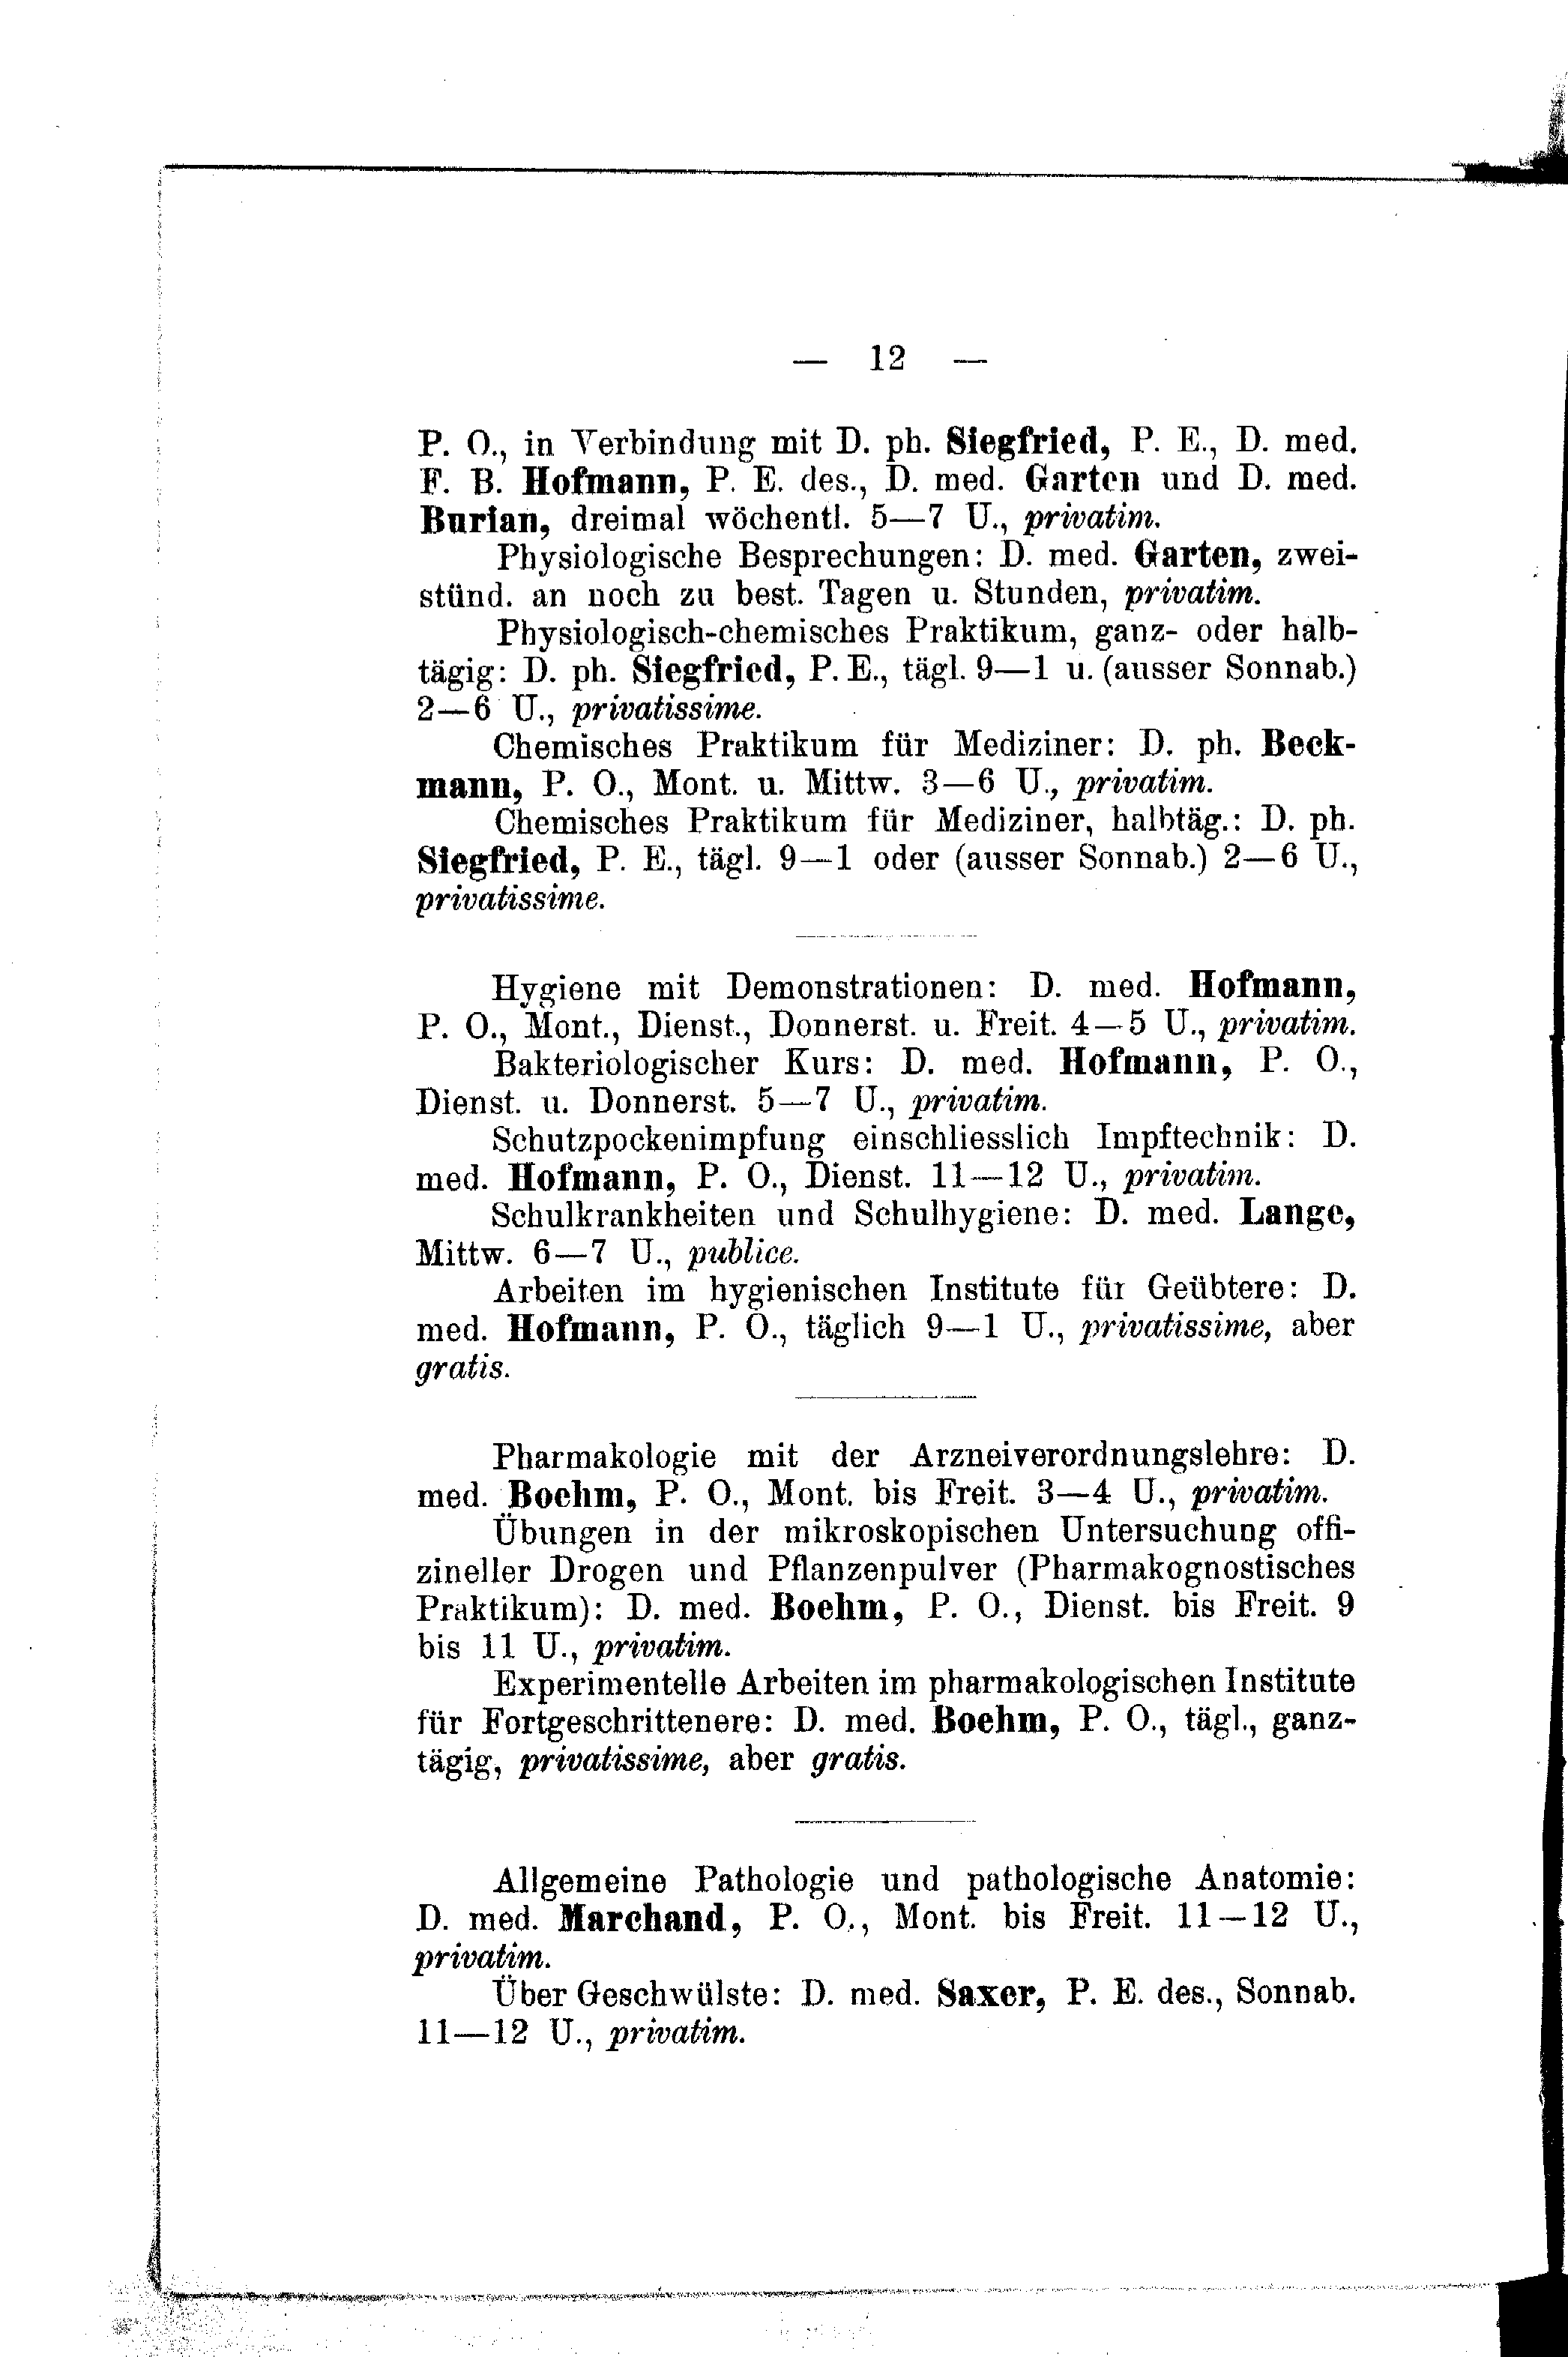 — 12 —
P. O., in Verbindung mit D. ph. Siegfried, P. E., D. med.
F. B. Hofmann, P. E. des., D. med. Garten und D. med.
Burian, dreimal wöchentl. 5—7 U., privatim.
Physiologische Besprechungen: D. med. Garten, zwei-
stünd. an noch zu best. Tagen u. Stunden, privatim.
Physiologisch-chemisches Praktikum, ganz- oder halb-
tägig: D. ph. Siegfried, P. E., tägl. 9—1 u. (ausser Sonnab.)
2—6 U., privatissime.
Chemisches Praktikum für Mediziner: D. ph. Beck-
mann, P. O., Mont. u. Mittw. 3—6 U., privatim.
Chemisches Praktikum für Mediziner, halbtäg.: D. ph.
Siegfried, P. E., tägl. 9—1 oder (ausser Sonnab.) 2—6 U.,
privatissime.
Hygiene mit Demonstrationen: D. med. Hofmann,
P. O., Mont., Dienst., Donnerst. u. Freit. 4—5 U., privatim.
Bakteriologischer Kurs: D. med. Hofmann, P. O.,
Dienst. u. Donnerst. 5—7 U., privatim.
Schutzpockenimpfung einschliesslich Impftechnik: D.
med. Hofmann, P. O., Dienst. 11—12 U., privatim.
Schulkrankheiten und Schulhygiene: D. med. Lange,
Mittw. 6—7 U., publice.
Arbeiten im hygienischen Institute für Geübtere: D.
med. Hofmann, P. O., täglich 9—1 U., privatissime, aber
gratis.
Pharmakologie mit der Arzneiverordnungslehre: D.
med. Boehm, P. O., Mont. bis Freit. 3—4 U., privatim.
Übungen in der mikroskopischen Untersuchung offi-
zineller Drogen und Pflanzenpulver (Pharmakognostisches
Praktikum): D. med. Boehm, P. O., Dienst. bis Freit. 9
bis 11 U., privatim.
Experimentelle Arbeiten im pharmakologischen Institute
für Fortgeschrittenere: D. med. Boehm, P. O., tägl., ganz-
tägig, privatissime, aber gratis.
Allgemeine Pathologie und pathologische Anatomie:
D. med. Marchand, P. O., Mont. bis Freit. 11—12 U.,
privatim.
Über Geschwülste: D. med. Saxer, P. E. des., Sonnab.
11—12 U., privatim.